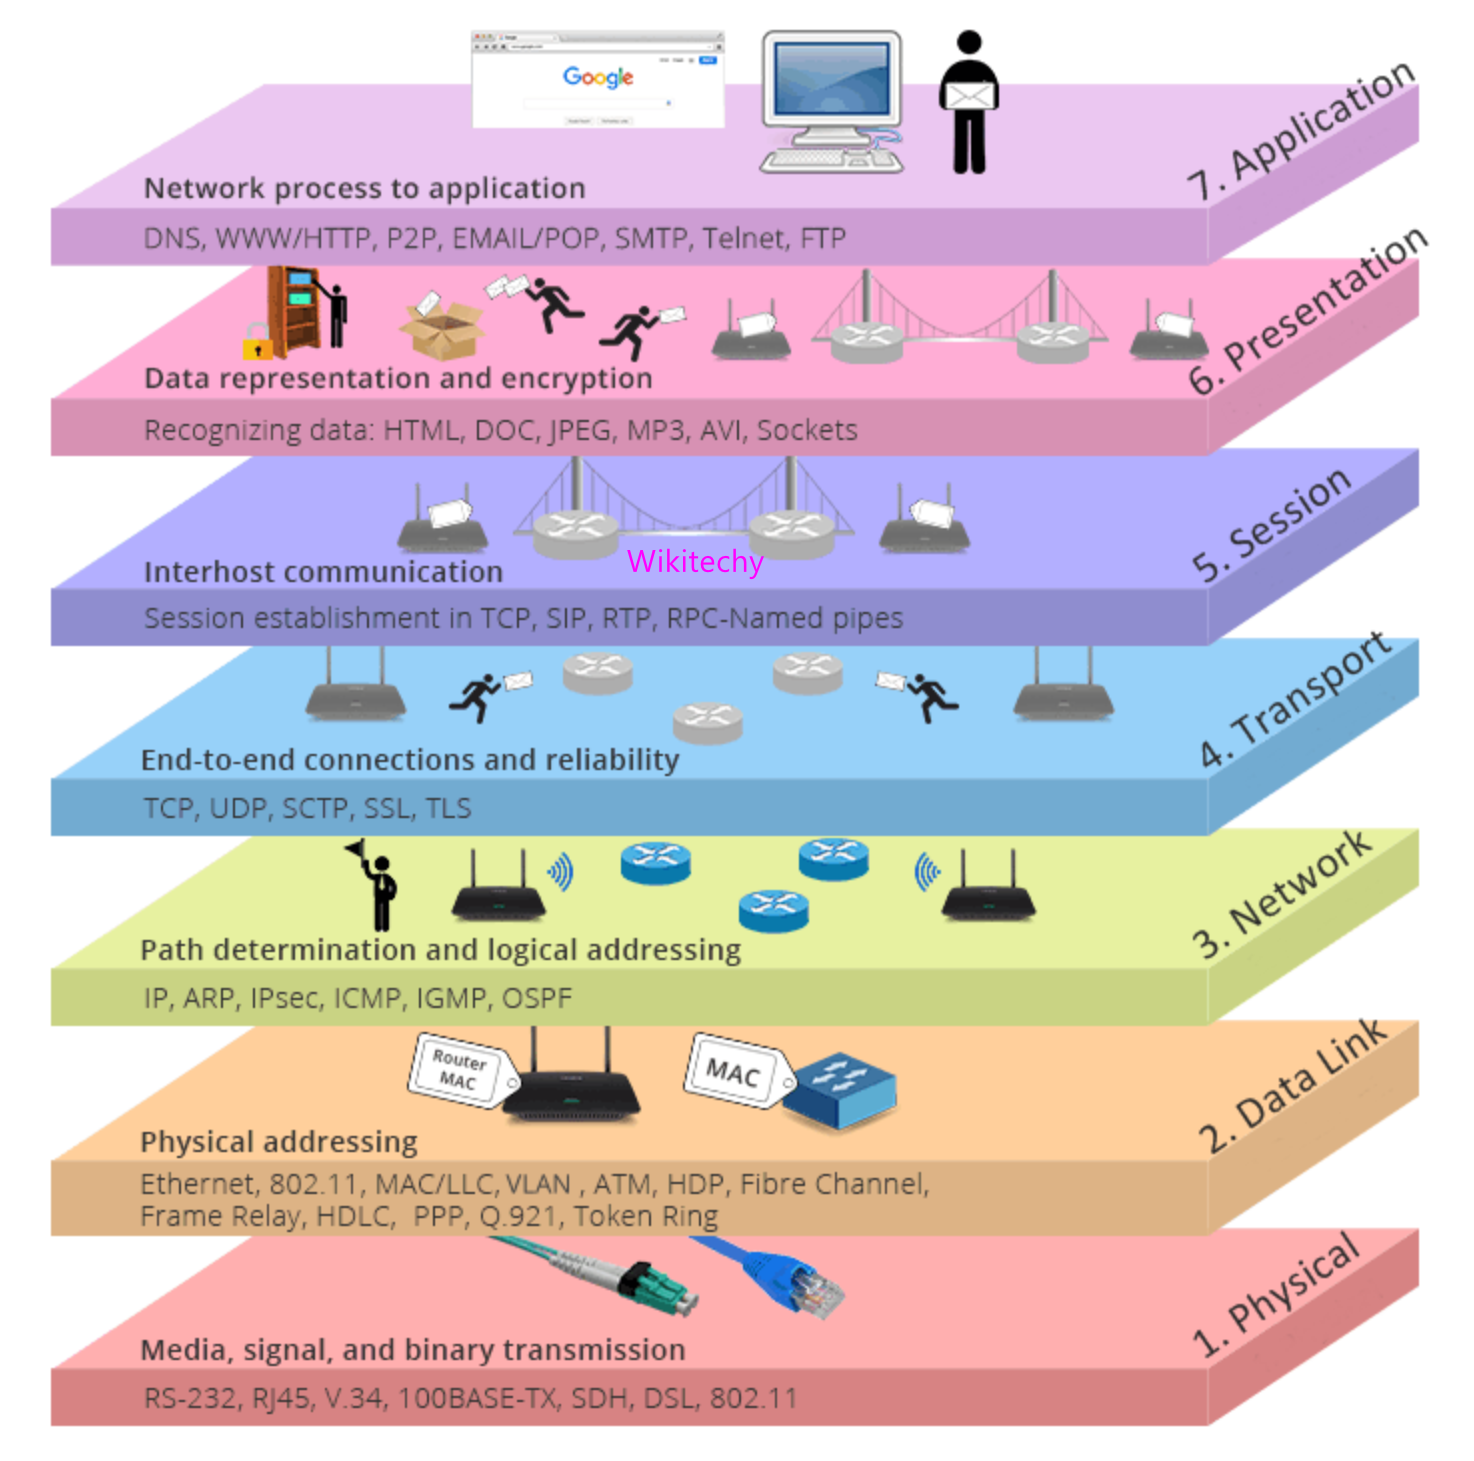 Google
7. Application
Network process to application
DNS, WWW/HTTP, P2P, EMAIL/POP, SMTP, Telnet, FTP
6. Presentation
Data representation and encryption
Recognizing data: HTML, DOC, JPEG, MP3, AVI, Sockets
5. Session
Wikitechy
Interhost communication
Session establishment in TCP, SIP, RTP, RPC-Named pipes
4. Transport
End-to-end connections and reliability
TCP, UDP, SCTP, SSL, TLS
3. Network
Path determination and logical addressing
IP, ARP, IPsec, ICMP, IGMP, OSPF
2. Data Link
Router
MAC
MAC
Physical addressing
Ethernet, 802.11, MAC/LLC, VLAN , ATM, HDP, Fibre Channel,
Frame Relay, HDLC,  PPP, Q.921, Token Ring
1. Physical
Media, signal, and binary transmission
RS-232, RJ45, V.34, 100BASE-TX, SDH, DSL, 802.11